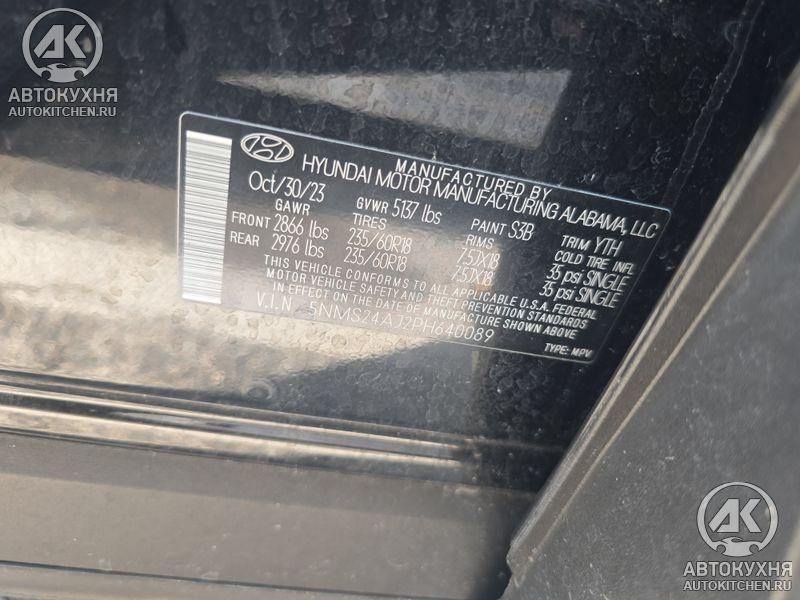 AK
АВТОКУХНЯ
AUTOKITCHEN.RU
MANUFACTURED BY
HYUNDAI MOTOR MANUFACTURING ALABAMA, LLC
Oct/30/23 GVWR 5137 lbs PAINT S3B TRIM YTH
GAWR TIRES RIMS COLD TIRE INFL
FRONT 2866 lbs 235/60R18 7.5JX18 35 psi SINGLE
REAR 2976 lbs 235/60R18 7.5JX18 35 psi SINGLE
THIS VEHICLE CONFORMS TO ALL APPLICABLE U.S.A. FEDERAL
MOTOR VEHICLE SAFETY AND THEFT PREVENTION STANDARDS
IN EFFECT ON THE DATE OF MANUFACTURE SHOWN ABOVE
V.I.N 5NMS24AJ2PH640089
TYPE: MPV
AK
АВТОКУХНЯ
AUTOKITCHEN.RU